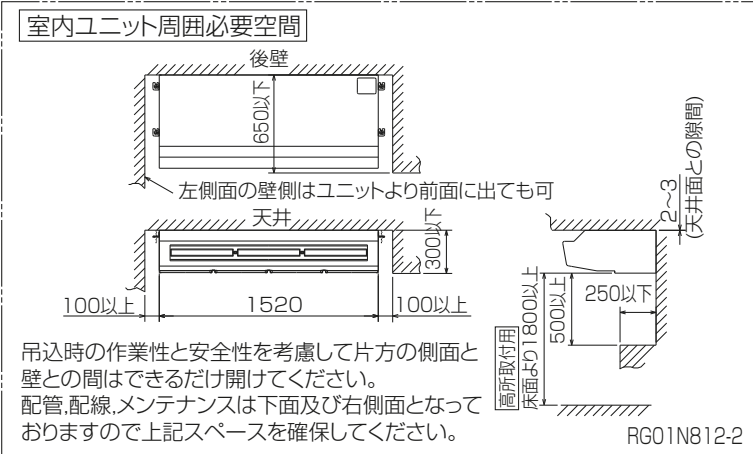 室内ユニット周囲必要空間
後壁
650以下
左側面の壁側はユニットより前面に出ても可
天井
300以下
100以上
1520
100以上
2~3
(天井面との隙間)
250以下
500以上
高所取付用
床面より1800以上
吊込時の作業性と安全性を考慮して片方の側面と
壁との間はできるだけ開けてください。
配管,配線,メンテナンスは下面及び右側面となって
おりますので上記スペースを確保してください。
RG01N812-2